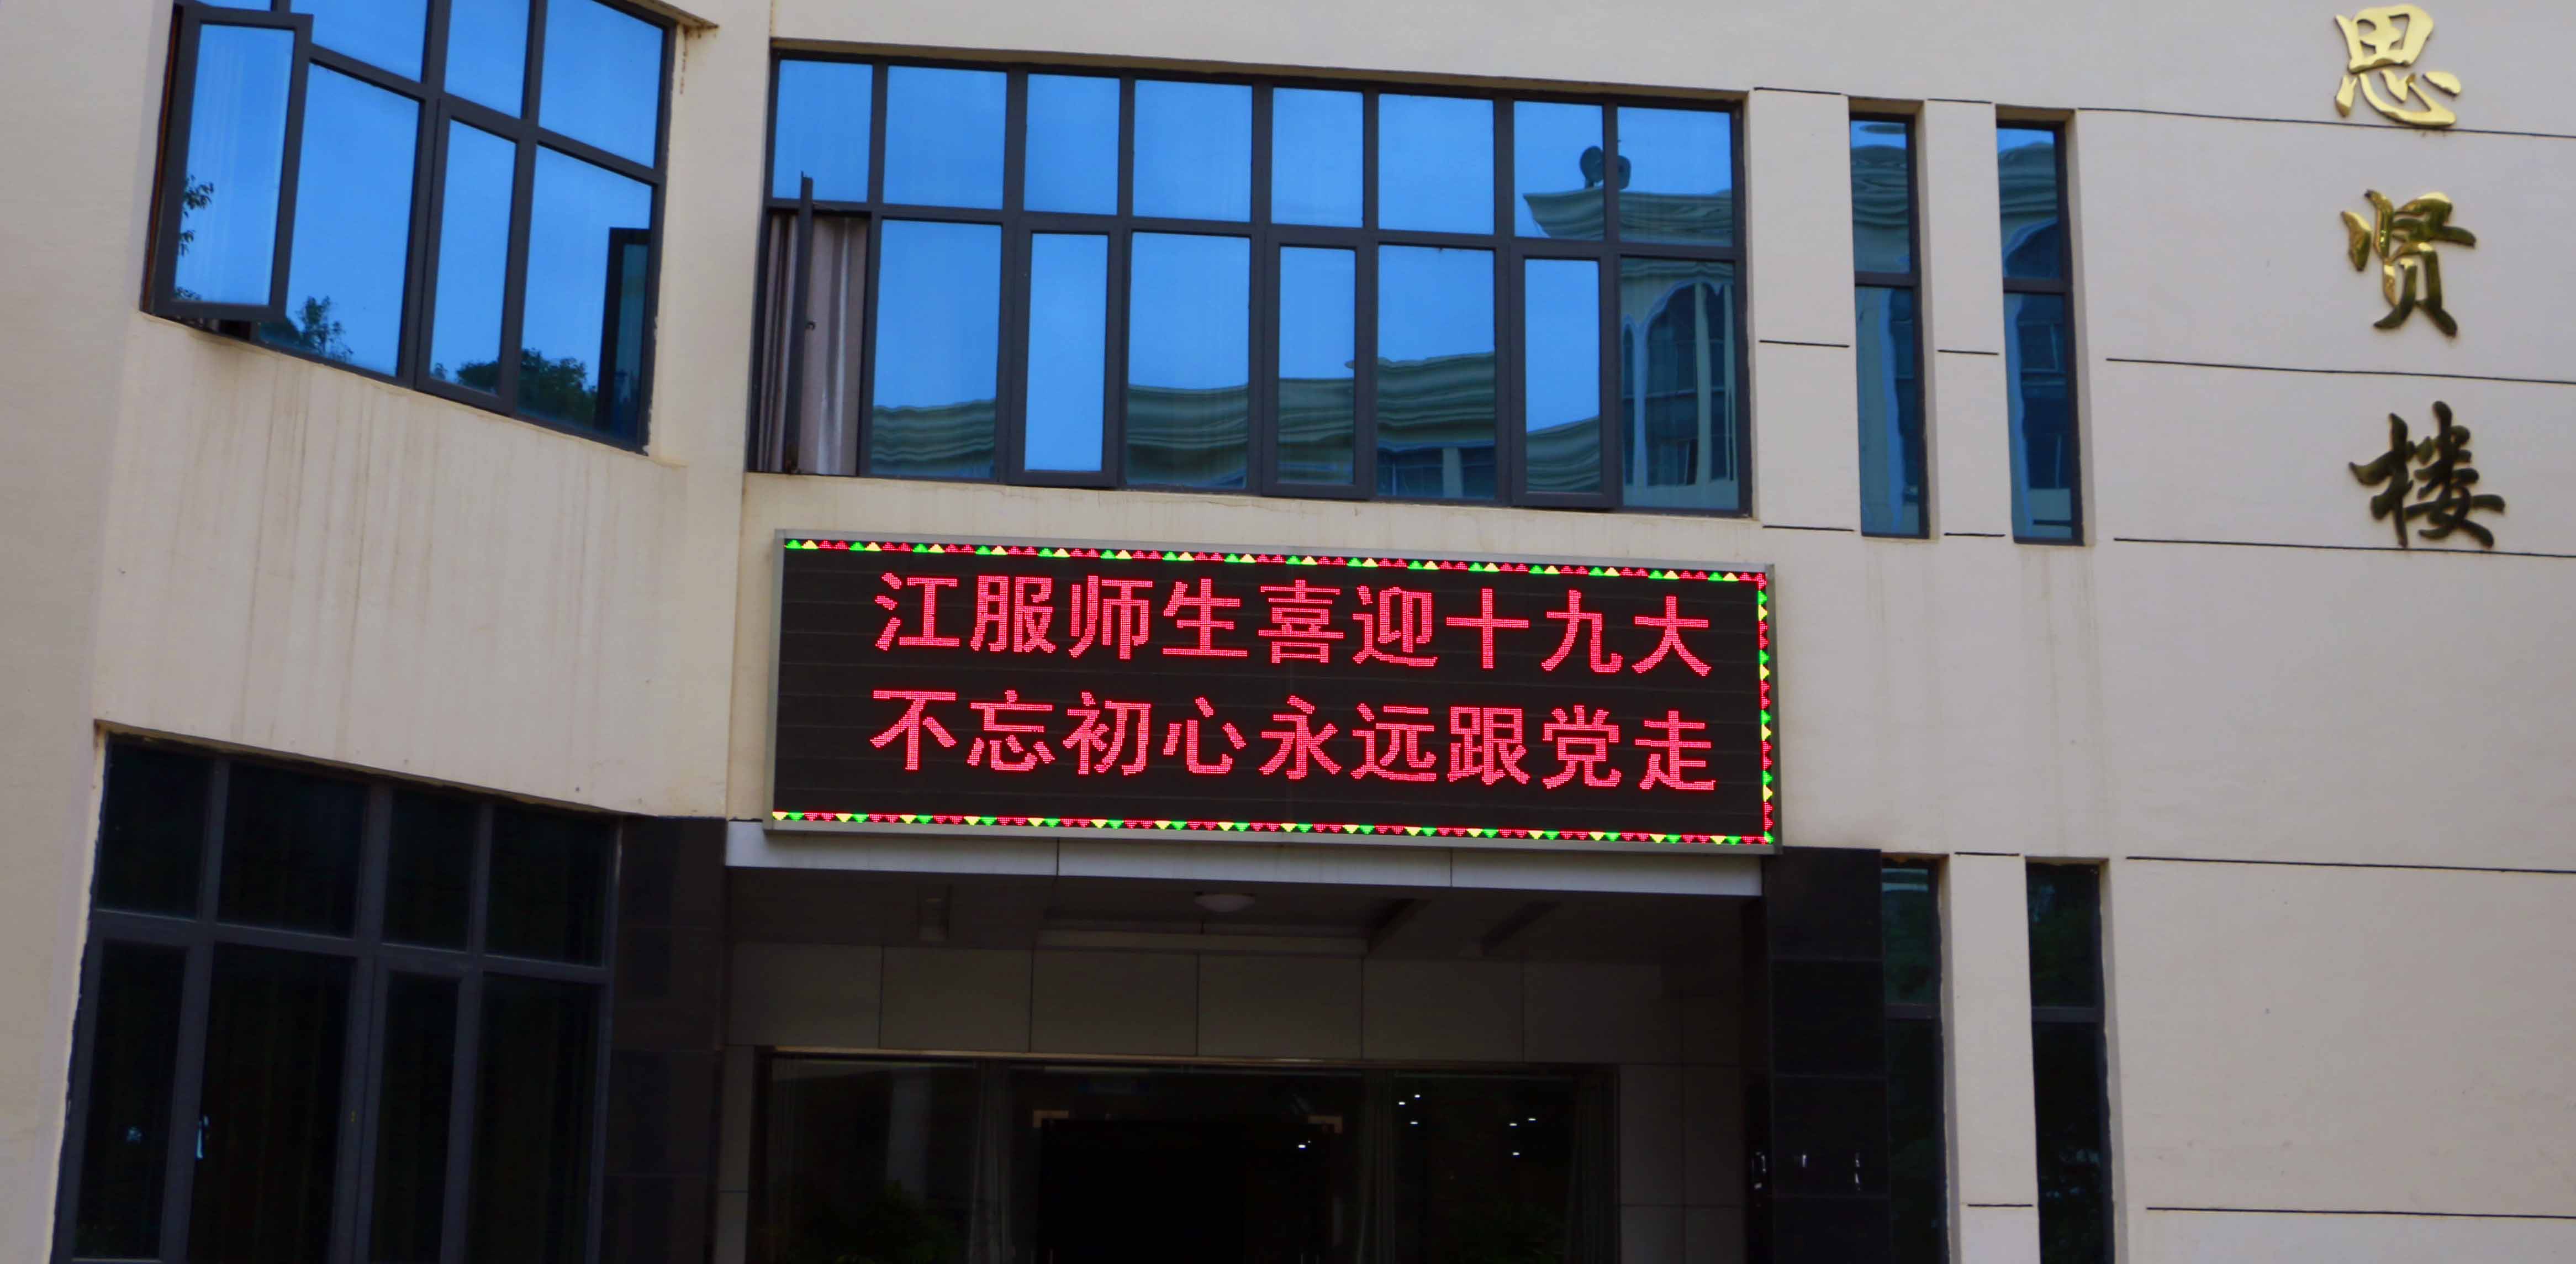 思贤楼
江服师生喜迎十九大
不忘初心永远跟党走